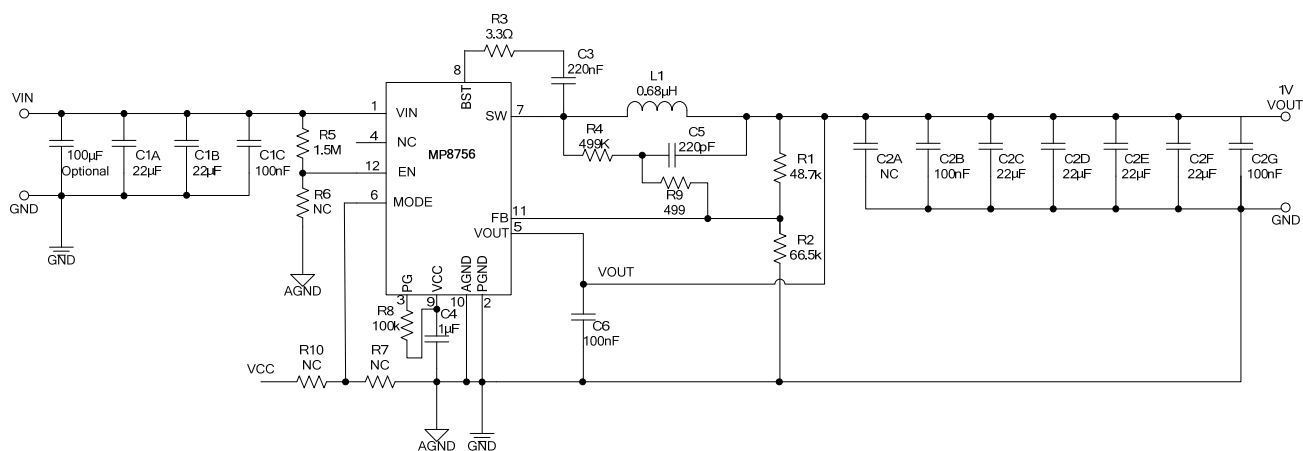 R3
3.3Ω
C3
220nF
8
BST
L1
0.68µH
1V
VOUT
VIN
1
VIN
SW
7
100µF
Optional
C1A
22µF
C1B
22µF
C1C
100nF
R5
1.5M
4
NC
MP8756
R4
499K
C5
220pF
R1
48.7k
C2A
NC
C2B
100nF
C2C
22µF
C2D
22µF
C2E
22µF
C2F
22µF
C2G
100nF
12
EN
R6
NC
6
MODE
R9
499
GND
GND
FB
11
VOUT
5
R2
66.5k
GND
AGND
PG
VCC
AGND
PGND
3
9
10
2
VOUT
R8
100k
C4
1µF
C6
100nF
R10
NC
R7
NC
VCC
AGND
GND